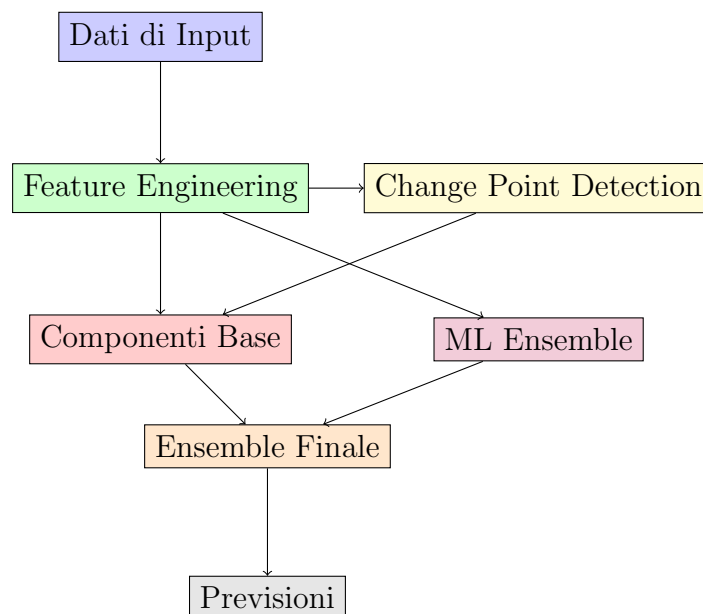 Dati di Input
Feature Engineering
Change Point Detection
Componenti Base
ML Ensemble
Ensemble Finale
Previsioni